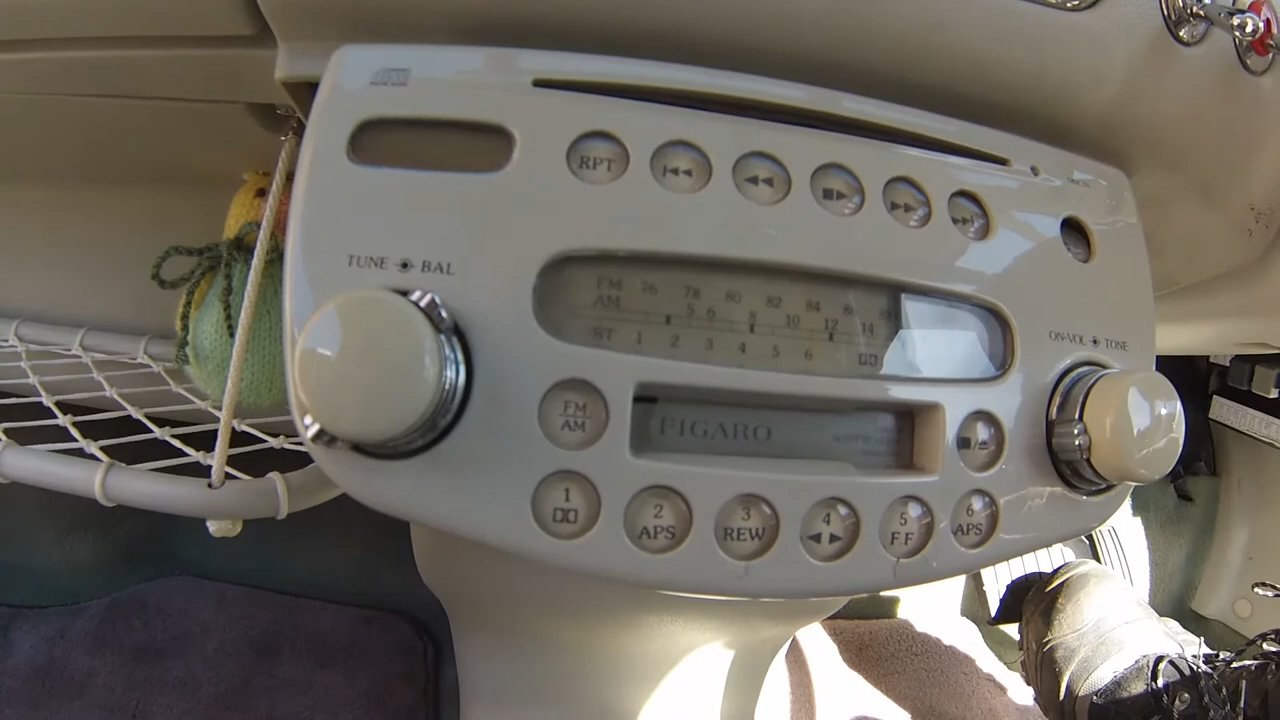 RPT
TUNE BAL
FM 76 78 80 82 84 88
AM 5 6 8 10 12 14
ST 1 2 3 4 5 6
ON-VOL TONE
FM
AM
FIGARO
1
2
APS
3
REW
4
5
FF
6
APS